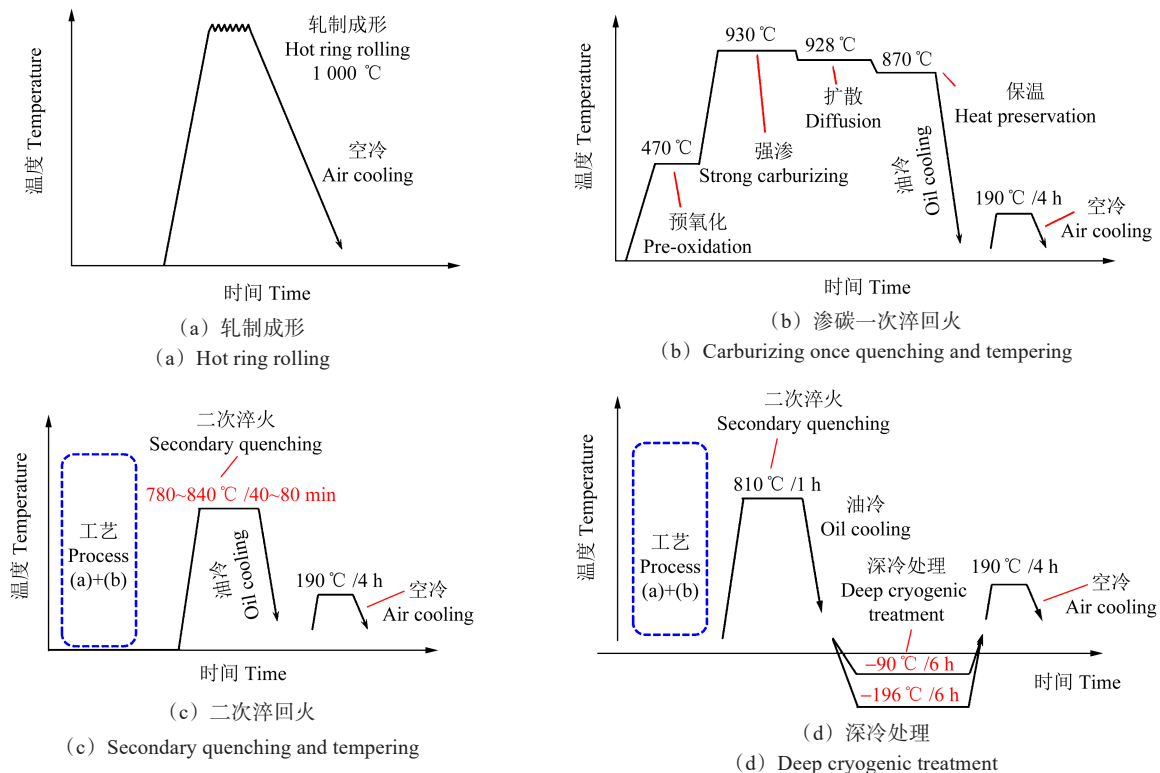 温度 Temperature
轧制成形
Hot ring rolling
1 000 ℃
空冷
Air cooling
时间 Time
(a) 轧制成形
(a) Hot ring rolling
温度 Temperature
930 ℃
928 ℃
870 ℃
扩散
Diffusion
保温
Heat preservation
470 ℃
强渗
Strong carburizing
油冷
Oil cooling
预氧化
Pre-oxidation
190 ℃ /4 h
空冷
Air cooling
时间 Time
(b) 渗碳一次淬回火
(b) Carburizing once quenching and tempering
温度 Temperature
二次淬火
Secondary quenching
780~840 ℃ /40~80 min
工艺
Process
(a)+(b)
油冷
Oil cooling
190 ℃ /4 h
空冷
Air cooling
时间 Time
(c) 二次淬回火
(c) Secondary quenching and tempering
温度 Temperature
二次淬火
Secondary quenching
810 ℃ /1 h
油冷
Oil cooling
工艺
Process
(a)+(b)
深冷处理
Deep cryogenic
treatment
190 ℃ /4 h
空冷
Air cooling
−90 ℃ /6 h
−196 ℃ /6 h
时间 Time
(d) 深冷处理
(d) Deep cryogenic treatment